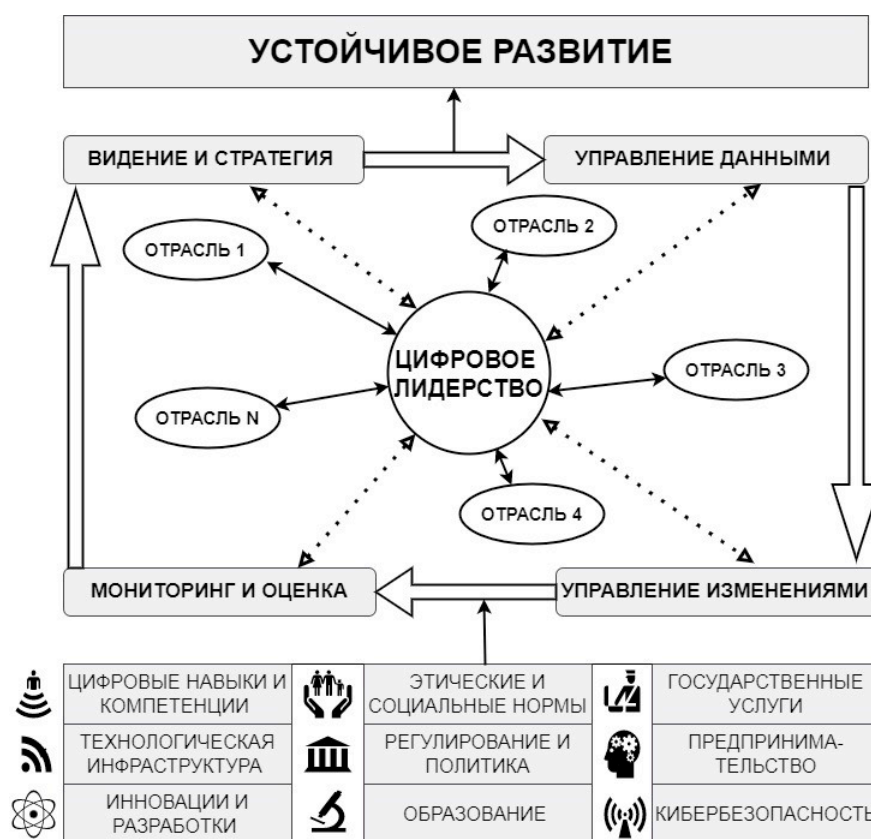 УСТОЙЧИВОЕ РАЗВИТИЕ
ВИДЕНИЕ И СТРАТЕГИЯ
УПРАВЛЕНИЕ ДАННЫМИ
ОТРАСЛЬ 1
ОТРАСЛЬ 2
ЦИФРОВОЕ
ЛИДЕРСТВО
ОТРАСЛЬ 3
ОТРАСЛЬ N
ОТРАСЛЬ 4
МОНИТОРИНГ И ОЦЕНКА
УПРАВЛЕНИЕ ИЗМЕНЕНИЯМИ
ЦИФРОВЫЕ НАВЫКИ И
КОМПЕТЕНЦИИ
ЭТИЧЕСКИЕ И
СОЦИАЛЬНЫЕ НОРМЫ
ГОСУДАРСТВЕННЫЕ
УСЛУГИ
ТЕХНОЛОГИЧЕСКАЯ
ИНФРАСТРУКТУРА
РЕГУЛИРОВАНИЕ И
ПОЛИТИКА
ПРЕДПРИНИМА-
ТЕЛЬСТВО
ИННОВАЦИИ И
РАЗРАБОТКИ
ОБРАЗОВАНИЕ
КИБЕРБЕЗОПАСНОСТЬ